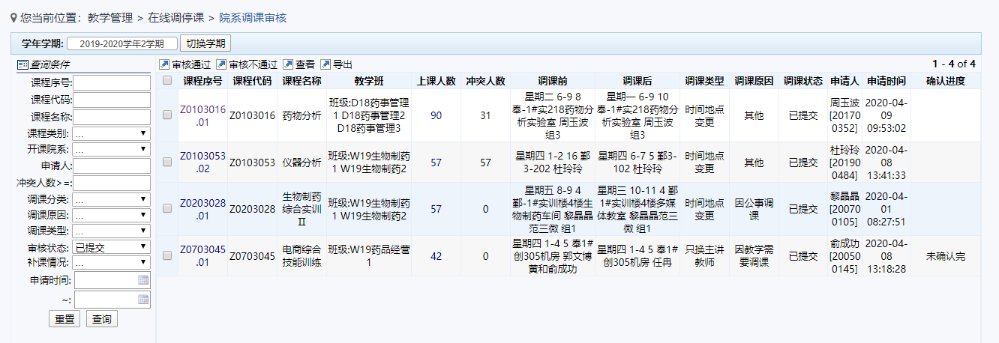 您当前位置：教学管理 > 在线调停课 > 院系调课审核
学年学期: 2019-2020学年2学期 切换学期
查询条件
课程序号:
课程代码:
课程名称:
课程类别: ...
开课院系: ...
申请人:
冲突人数>=:
调课分类: ...
调课原因: ...
调课类型: ...
审核状态: 已提交
补课情况: ...
申请时间:
~:
重置 查询
审核通过 审核不通过 查看 导出 1 - 4 of 4
课程序号 课程代码 课程名称 教学班 上课人数 冲突人数 调课前 调课后 调课类型 调课原因 调课状态 申请人 申请时间 确认进度
Z0103016
.01
Z0103016
药物分析
班级:D18药事管理
1 D18药事管理2
D18药事管理3
90
31
星期二 6-9 8
奉-1#实218药物分
析实验室 周玉波
组3
星期一 6-9 10
奉-1#实218药物分
析实验室 周玉波
组3
时间地点
变更
其他
已提交
周玉波
[20170
0352]
2020-04-
09
09:53:02
Z0103053
.02
Z0103053
仪器分析
班级:W19生物制药
1 W19生物制药2
57
57
星期四 1-2 16 鄞
3-202 杜玲玲
星期四 6-7 5 鄞3-
102 杜玲玲
时间地点
变更
其他
已提交
杜玲玲
[20190
0484]
2020-04-
08
13:41:33
Z0203028
.01
Z0203028
生物制药
综合实训
Ⅱ
班级:W19生物制药
1 W19生物制药2
57
0
星期五 8-9 4
鄞-1#实训楼4楼生
物制药车间 黎晶晶
范三微 组1
星期三 10-11 4 鄞
1#实训楼4楼多媒
体教室 黎晶晶范三
微 组1
时间地点
变更
因公事调
课
已提交
黎晶晶
[20070
0105]
2020-04-
01
08:27:51
Z0703045
.01
Z0703045
电商综合
技能训练
班级:W19药品经营
1
42
0
星期四 1-4 5 奉1#
创305机房 郭文博
黄和俞成功
星期四 1-4 5 奉1#
创305机房 任冉
只换主讲
教师
因教学需
要调课
已提交
俞成功
[20050
0145]
2020-04-
08
13:18:28
未确认完